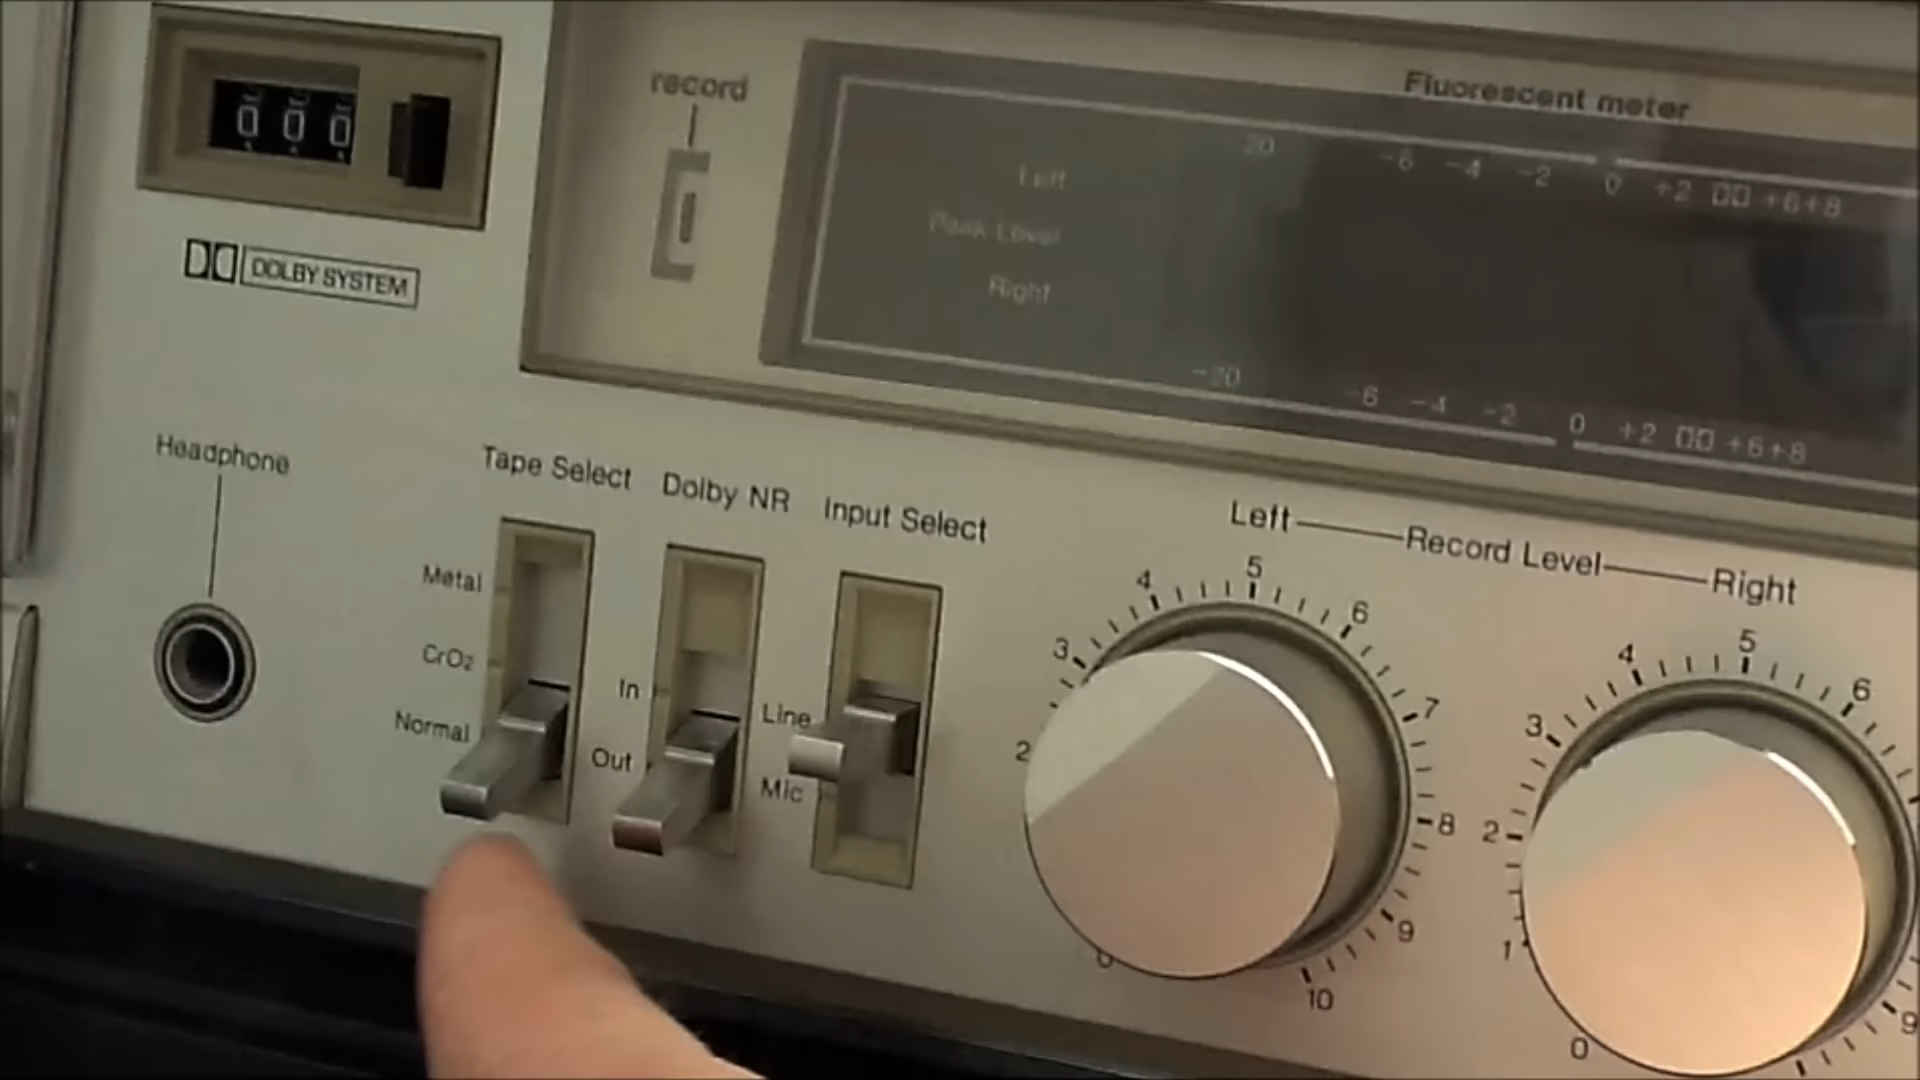 000
record
Fluorescent meter
-20 -6 -4 -2 0 +2 +6+8
Left
Peak Level
Right
-20 -6 -4 -2 0 +2 +6+8
DOLBY SYSTEM
Headphone
Tape Select
Metal
CrO2
Normal
Dolby NR
In
Out
Input Select
Line
Mic
Left Record Level Right
2 3 4 5 6 7 8 9 10
0 1 2 3 4 5 6 9